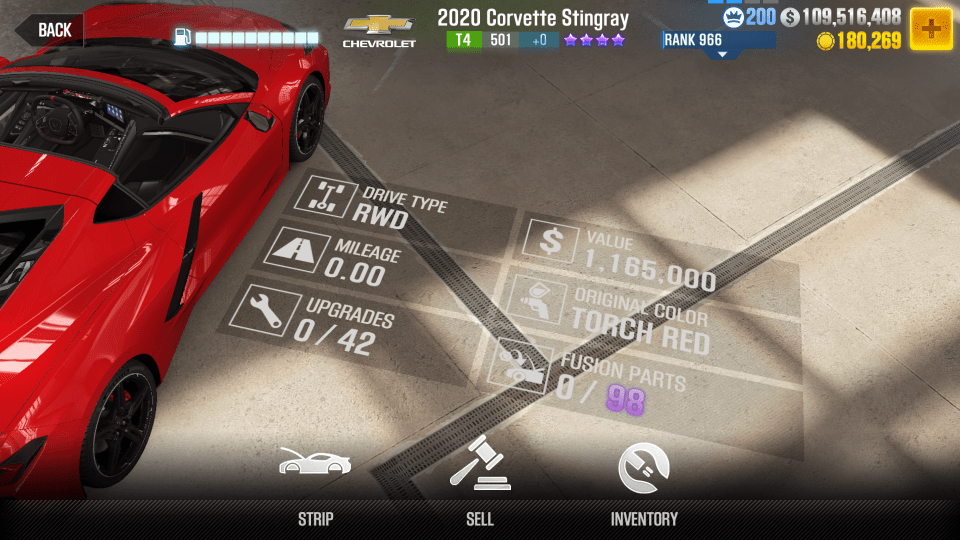 BACK
CHEVROLET
2020 Corvette Stingray
T4 501 +0
200
109,516,408
RANK 966
180,269
DRIVE TYPE
RWD
MILEAGE
0.00
UPGRADES
0 / 42
VALUE
1,165,000
ORIGINAL COLOR
TORCH RED
FUSION PARTS
0 / 98
STRIP
SELL
INVENTORY